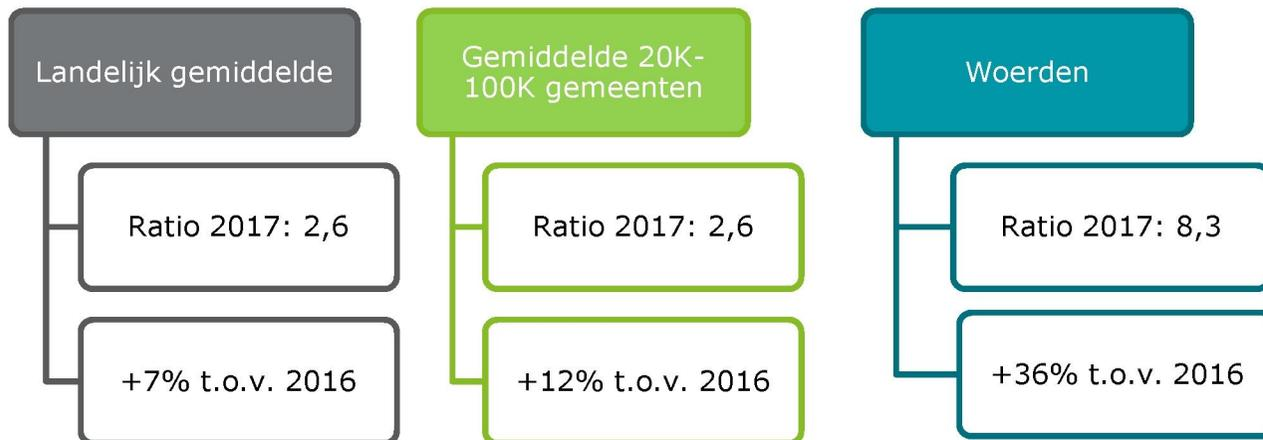 Landelijk gemiddelde
Ratio 2017: 2,6
+7% t.o.v. 2016
Gemiddelde 20K-
100K gemeenten
Ratio 2017: 2,6
+12% t.o.v. 2016
Woerden
Ratio 2017: 8,3
+36% t.o.v. 2016